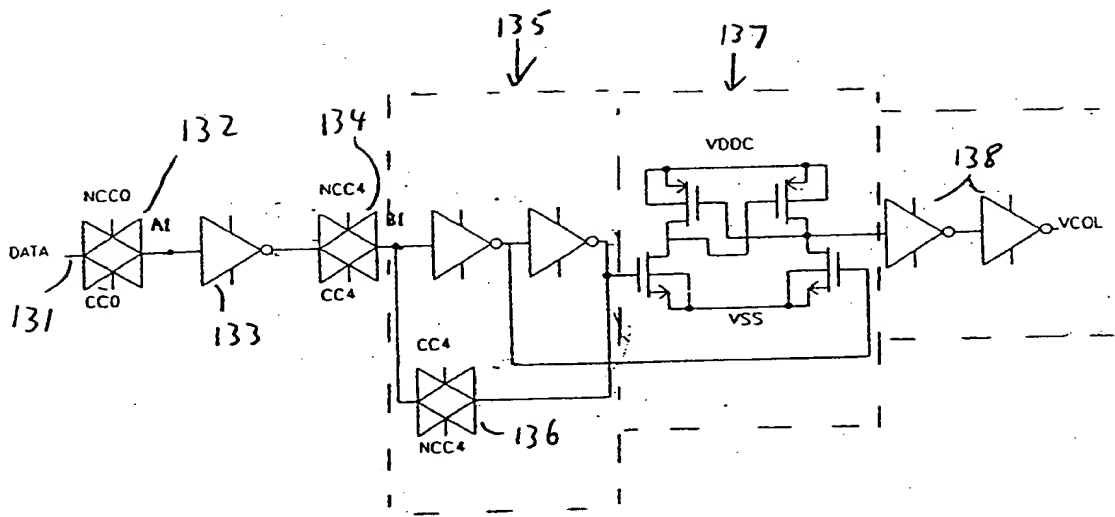 135
137
132
134
138
NCC0
A1
NCC4
B1
VDDC
DATA
CC0
CC4
VSS
VCOL
131
133
CC4
NCC4
136